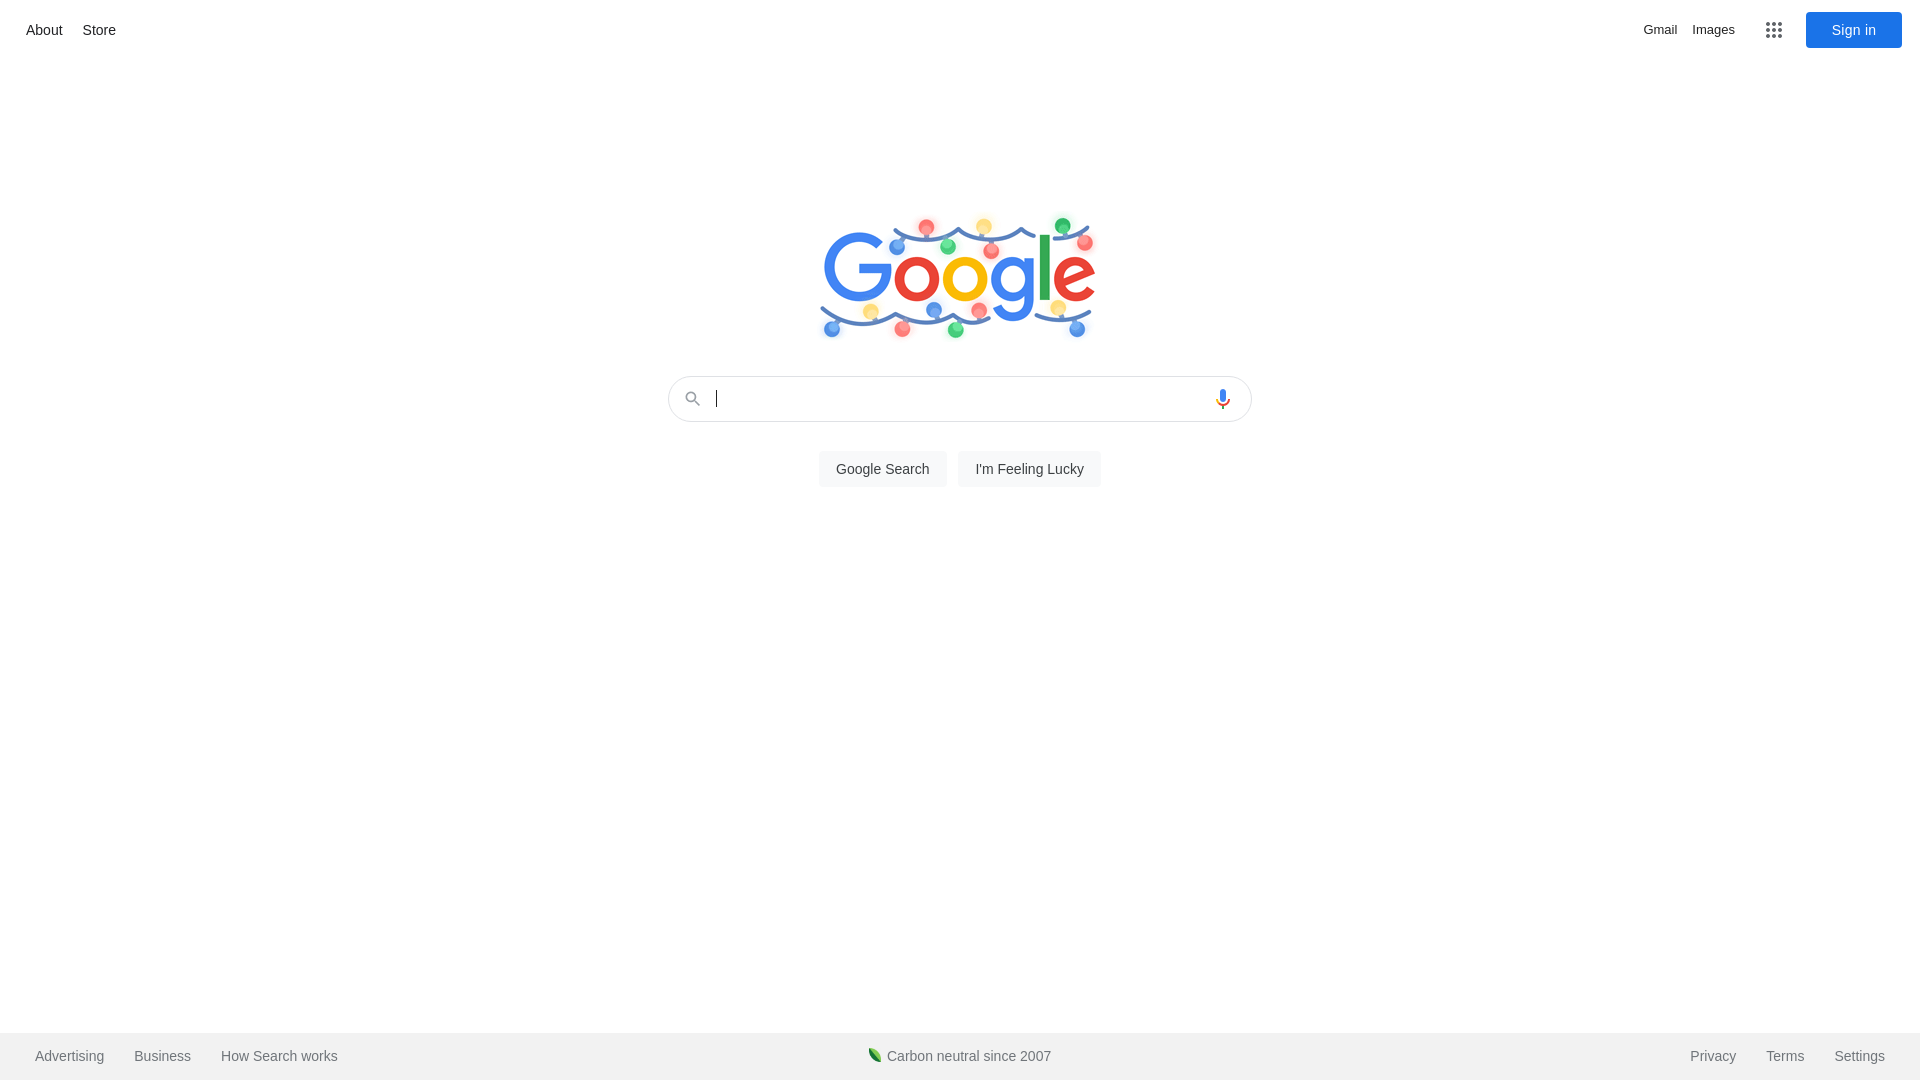 About Store
Gmail Images Sign in
Google
Google Search I'm Feeling Lucky
Advertising Business How Search works Carbon neutral since 2007 Privacy Terms Settings